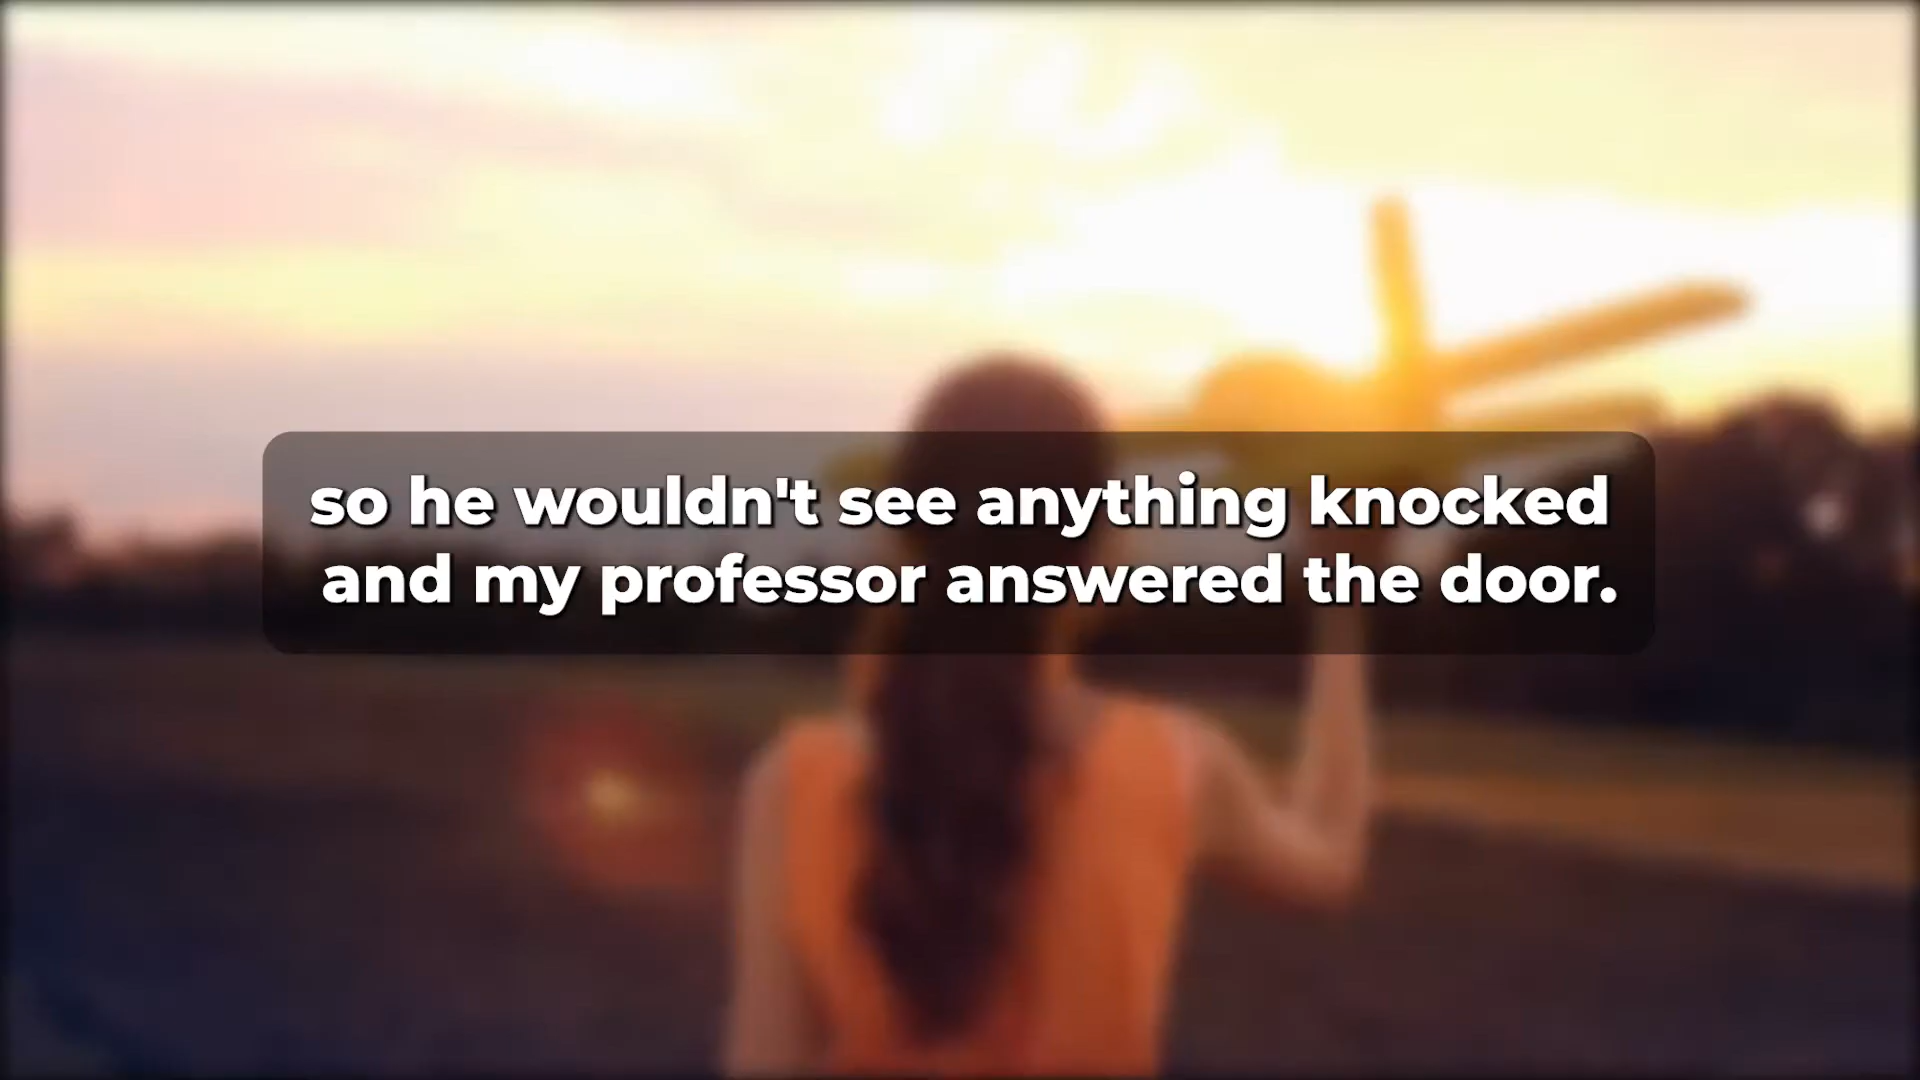 so he wouldn't see anything knocked
and my professor answered the door.